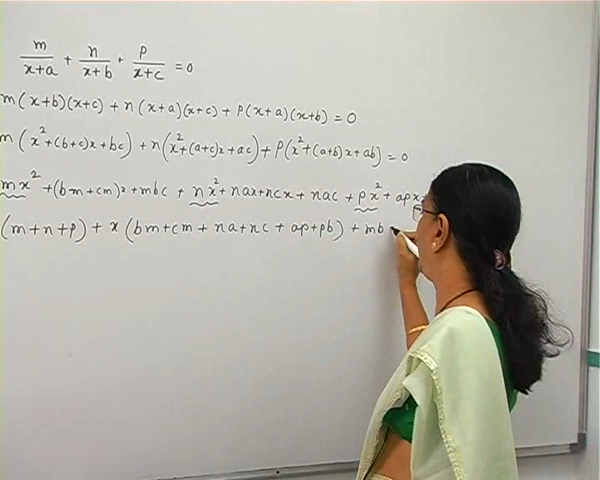 m/(x+a) + n/(x+b) + p/(x+c) = 0
m(x+b)(x+c) + n(x+a)(x+c) + p(x+a)(x+b) = 0
m(x²+(b+c)x+bc) + n(x²+(a+c)x+ac) + p(x²+(a+b)x+ab) = 0
mx² + (bm+cm)x + mbc + nx² + nax+ncx + nac + px² + apx
(m+n+p) + x(bm+cm + na+nc + ap+pb) + mb